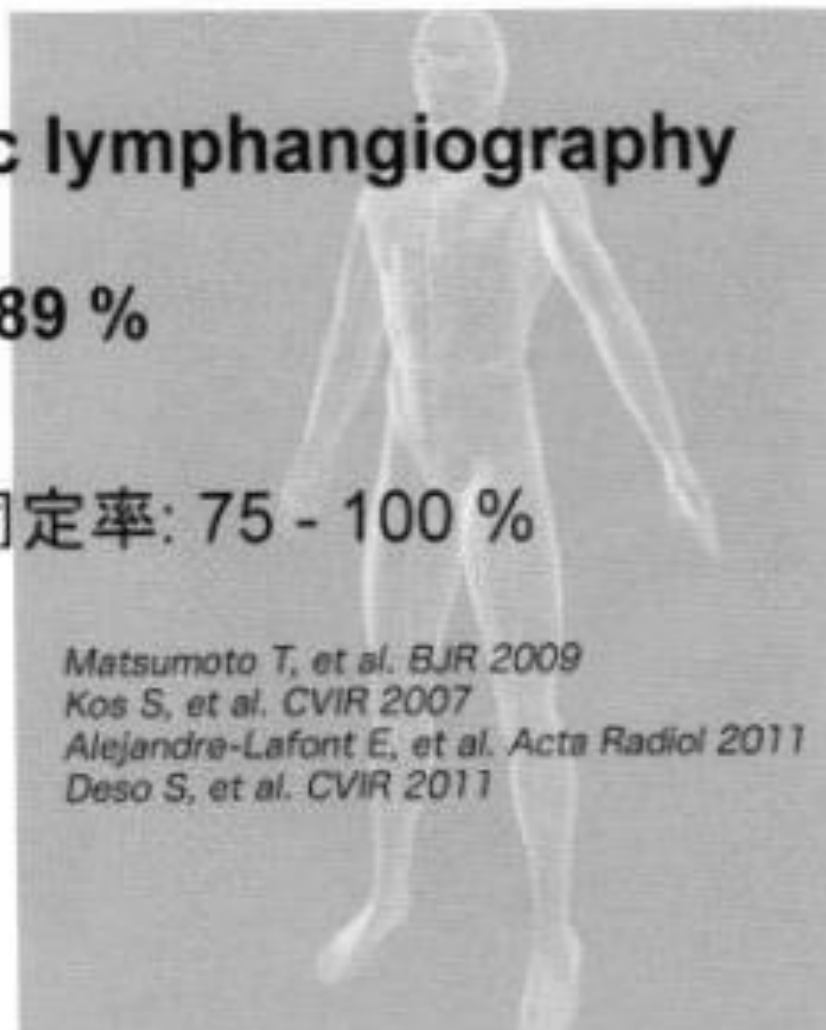 c lymphangiography
89 %
定率: 75 - 100 %
Matsumoto T, et al. BJR 2009
Kos S, et al. CVIR 2007
Alejandre-Lafont E, et al. Acta Radiol 2011
Deso S, et al. CVIR 2011